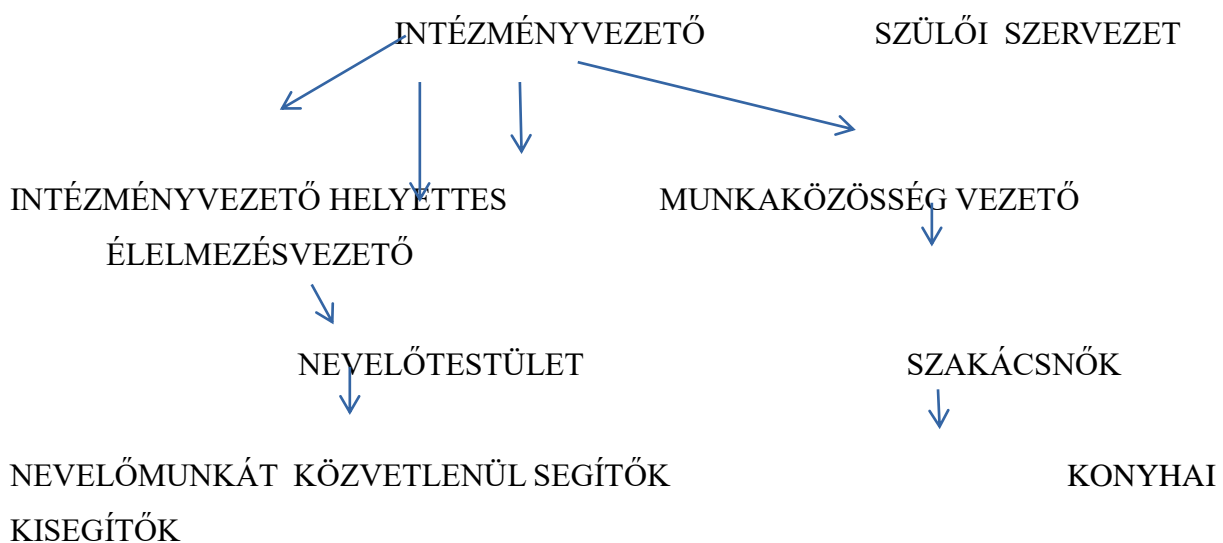 INTÉZMÉNYVEZETŐ SZÜLŐI SZERVEZET
INTÉZMÉNYVEZETŐ HELYETTES MUNKAKÖZÖSSÉG VEZETŐ
ÉLELMEZÉSVEZETŐ
NEVELŐTESTÜLET SZAKÁCSNŐK
NEVELŐMUNKÁT KÖZVETLENÜL SEGÍTŐK KONYHAI
KISEGÍTŐK